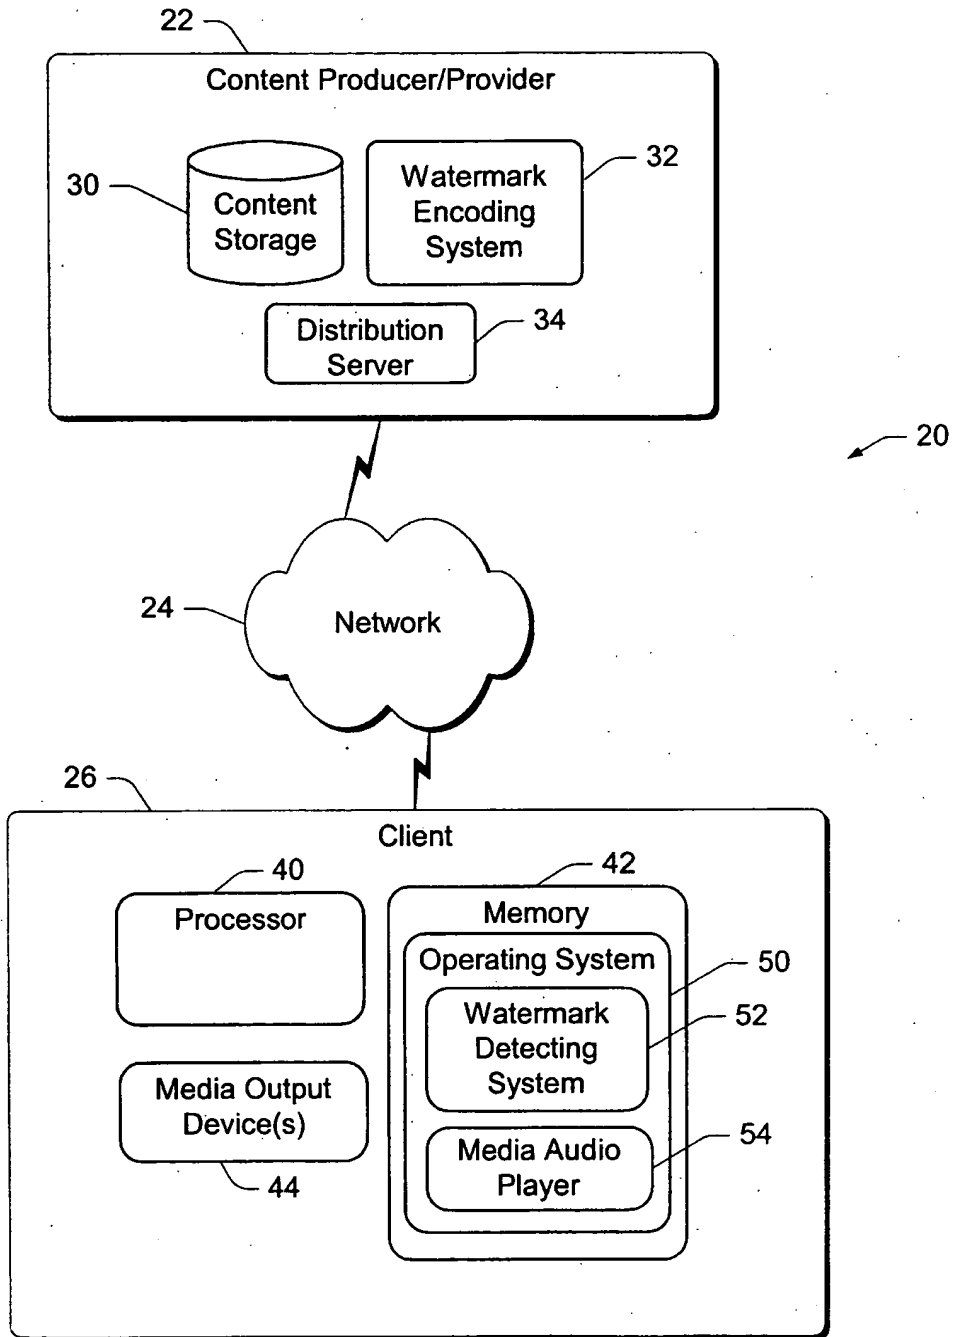 22
Content Producer/Provider
30
Content
Storage
Watermark
Encoding
System
32
Distribution
Server
34
20
24
Network
26
Client
40
Processor
42
Memory
Operating System
50
Watermark
Detecting
System
52
Media Output
Device(s)
44
Media Audio
Player
54